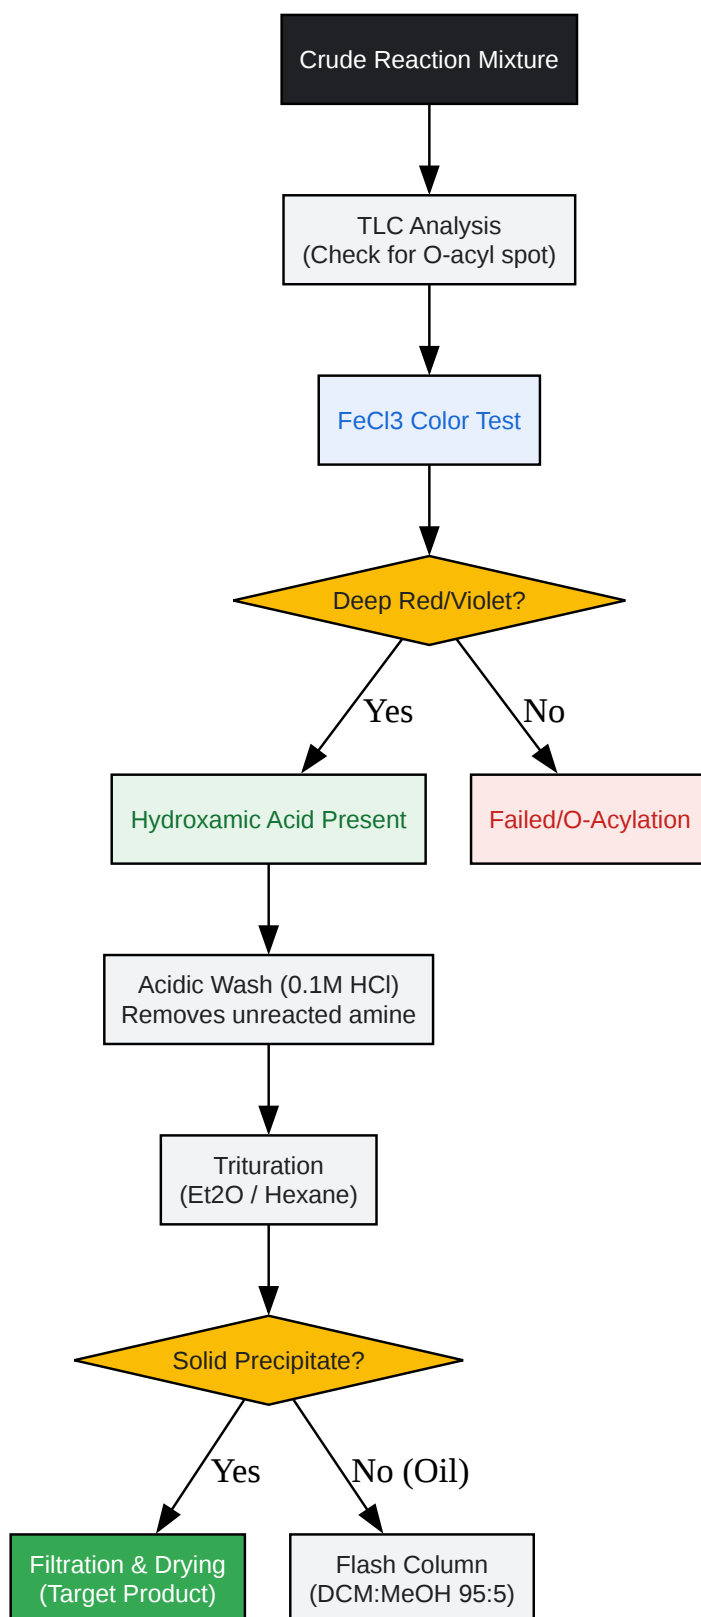 Crude Reaction Mixture
TLC Analysis
(Check for O-acyl spot)
FeCl3 Color Test
Deep Red/Violet?
Yes
No
Hydroxamic Acid Present
Failed/O-Acylation
Acidic Wash (0.1M HCl)
Removes unreacted amine
Trituration
(Et2O / Hexane)
Solid Precipitate?
Yes
No (Oil)
Filtration & Drying
(Target Product)
Flash Column
(DCM:MeOH 95:5)